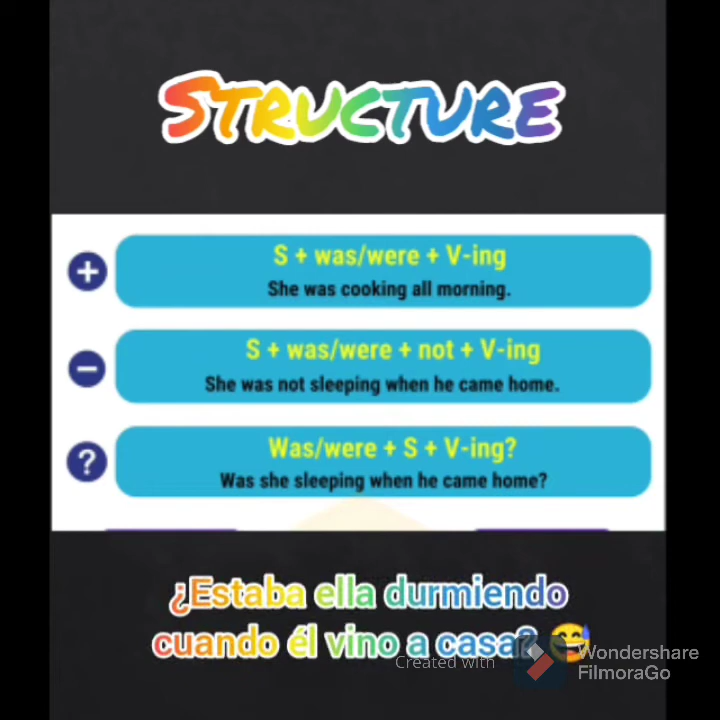 STRUCTURE
+ S + was/were + V-ing
She was cooking all morning.
− S + was/were + not + V-ing
She was not sleeping when he came home.
? Was/were + S + V-ing?
Was she sleeping when he came home?
¿Estaba ella durmiendo
cuando él vino a casa? 😅
Created with Wondershare
FilmoraGo